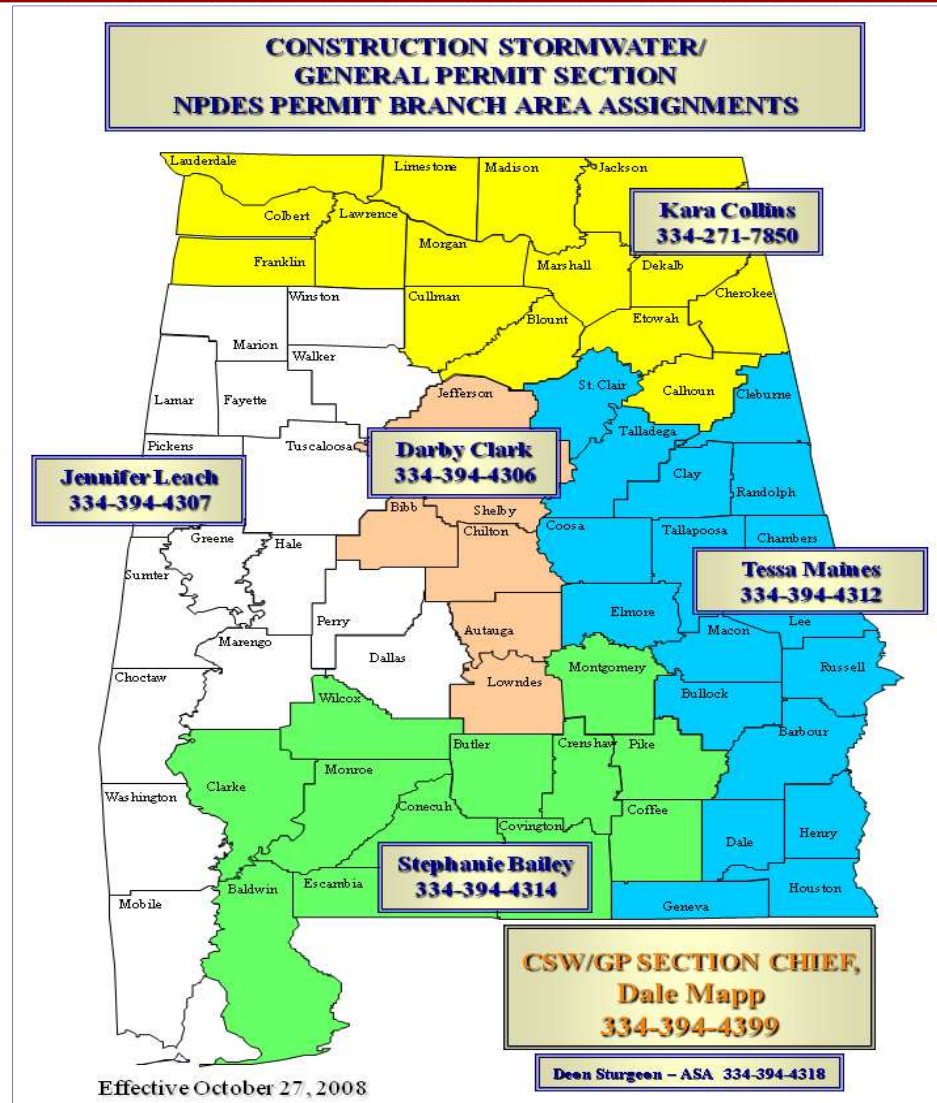 CONSTRUCTION STORMWATER/
GENERAL PERMIT SECTION
NPDES PERMIT BRANCH AREA ASSIGNMENTS
Lauderdale
Limestone
Madison
Jackson
Colbert
Lawrence
Kara Collins
334-271-7850
Franklin
Morgan
Marshall
Dekalb
Cherokee
Winston
Cullman
Blount
Etowah
Marion
Walker
Jefferson
St. Clair
Calhoun
Cleburne
Lamar
Fayette
Talladega
Pickens
Tuscaloosa
Darby Clark
334-394-4306
Jennifer Leach
334-394-4307
Clay
Randolph
Bibb
Shelby
Coosa
Tallapoosa
Chambers
Greene
Hale
Chilton
Sumter
Tessa Maines
334-394-4312
Perry
Elmore
Lee
Marengo
Autauga
Macon
Dallas
Montgomery
Russell
Choctaw
Wilcox
Lowndes
Bullock
Barbour
Butler
Crenshaw
Pike
Monroe
Clarke
Washington
Conecuh
Coffee
Covington
Dale
Henry
Stephanie Bailey
334-394-4314
Baldwin
Escambia
Houston
Mobile
Geneva
CSW/GP SECTION CHIEF,
Dale Mapp
334-394-4399
Deon Sturgeon – ASA 334-394-4318
Effective October 27, 2008